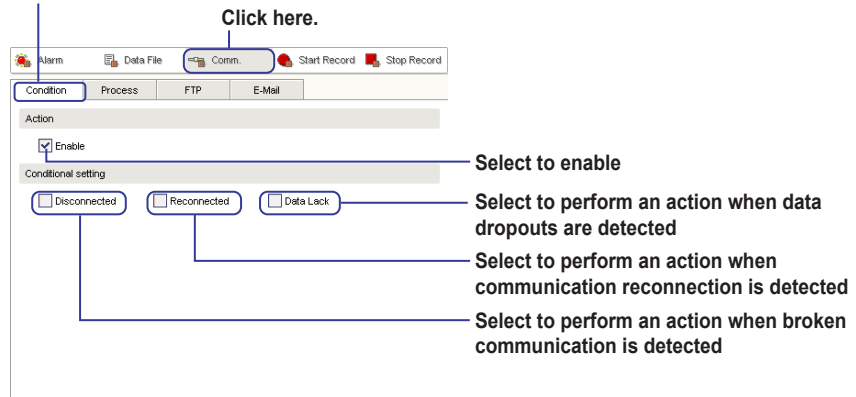 Click here.
Alarm Data File Comm. Start Record Stop Record
Condition Process FTP E-Mail
Action
Enable
Select to enable
Conditional setting
Disconnected Reconnected Data Lack
Select to perform an action when data
dropouts are detected
Select to perform an action when
communication reconnection is detected
Select to perform an action when broken
communication is detected